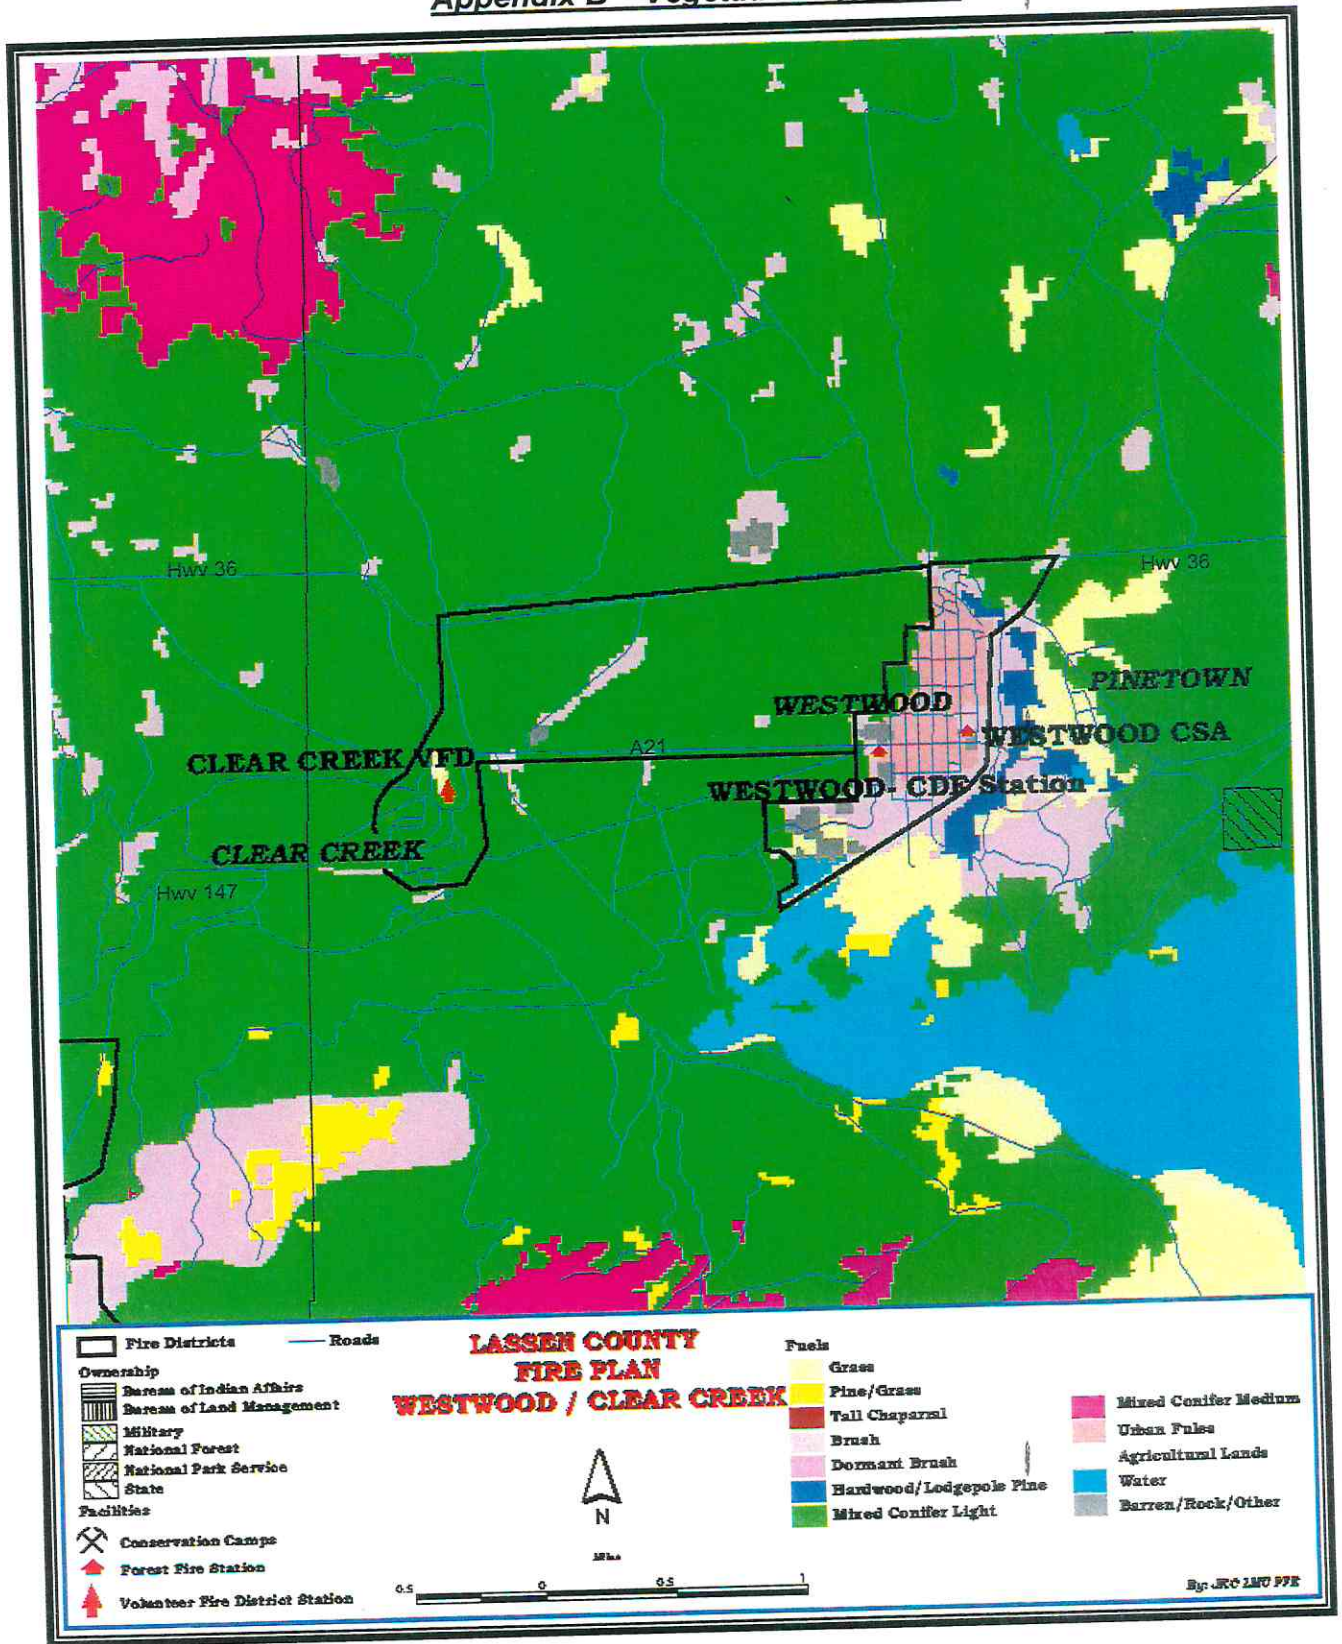 Hwy 36
Hwy 36
PINETOWN
WESTWOOD
WESTWOOD CSA
A21
CLEAR CREEK VFD
WESTWOOD- CDF Station
CLEAR CREEK
Hwy 147
Fire Districts
Roads
Ownership
Bureau of Indian Affairs
Bureau of Land Management
Military
National Forest
National Park Service
State
Facilities
Conservation Camps
Forest Fire Station
Volunteer Fire District Station
LASSEN COUNTY
FIRE PLAN
WESTWOOD / CLEAR CREEK
N
Miles
0.5 0 0.5 1
Fuels
Grass
Pine/Grass
Tall Chaparral
Brush
Dormant Brush
Hardwood/Lodgepole Pine
Mixed Conifer Light
Mixed Conifer Medium
Urban Fules
Agricultural Lands
Water
Barren/Rock/Other